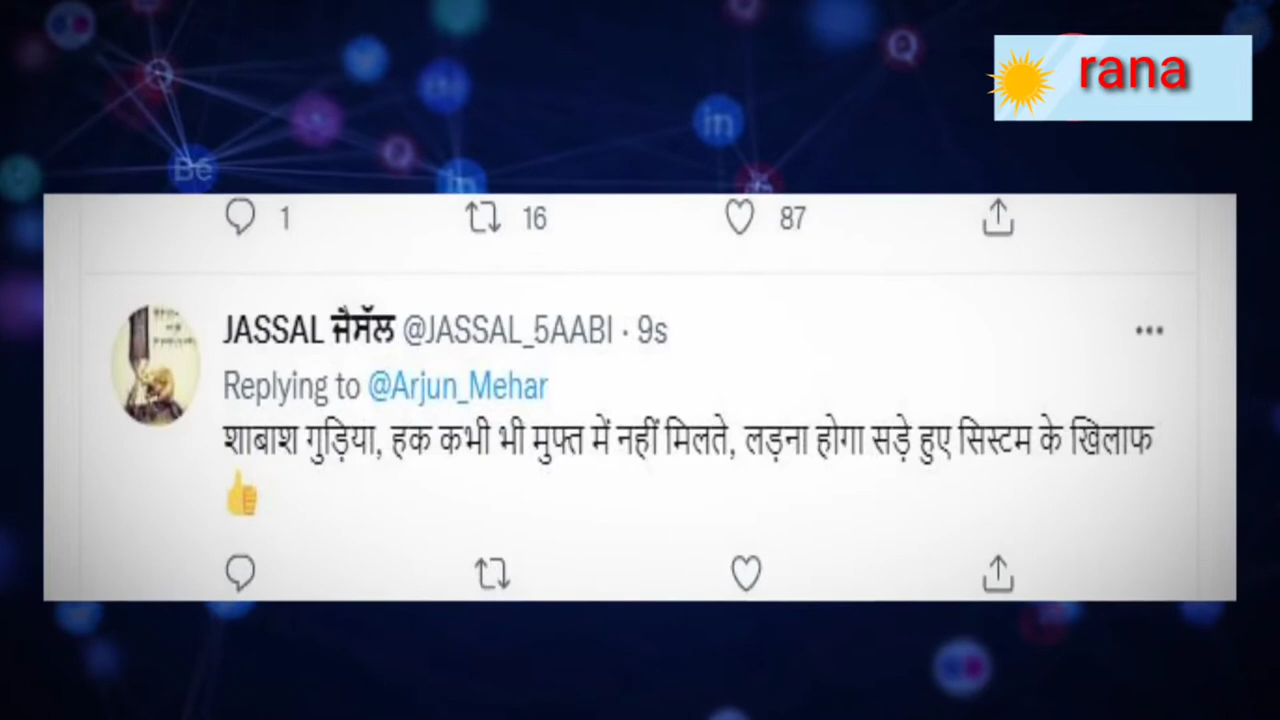 rana
1 16 87
JASSAL ਜੈਸੱਲ @JASSAL_5AABI · 9s
Replying to @Arjun_Mehar
शाबाश गुड़िया, हक कभी भी मुफ्त में नहीं मिलते, लड़ना होगा सड़े हुए सिस्टम के खिलाफ